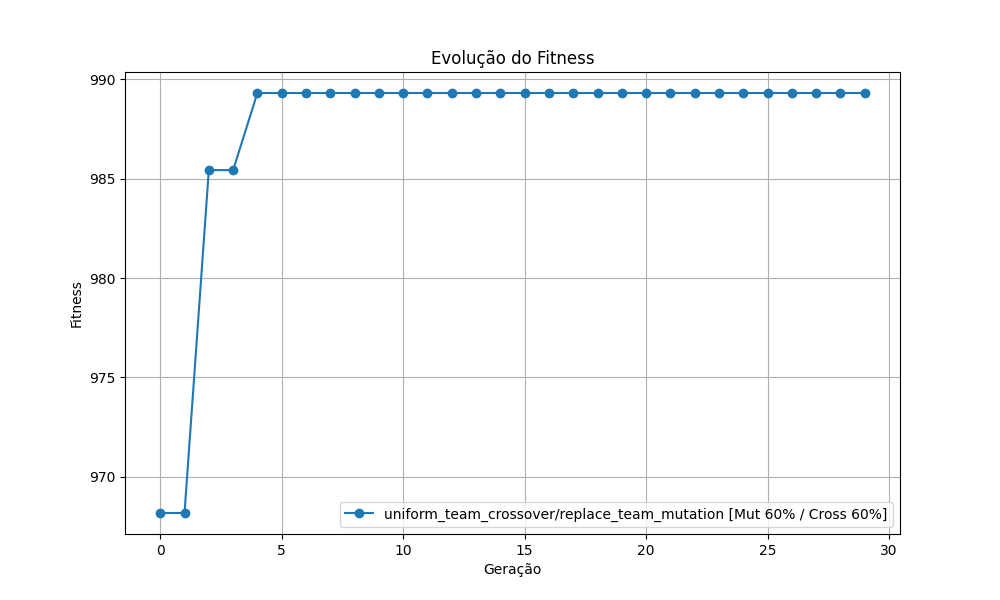 Evolução do Fitness
990
985
980
975
970
Fitness
0 5 10 15 20 25 30
Geração
uniform_team_crossover/replace_team_mutation [Mut 60% / Cross 60%]